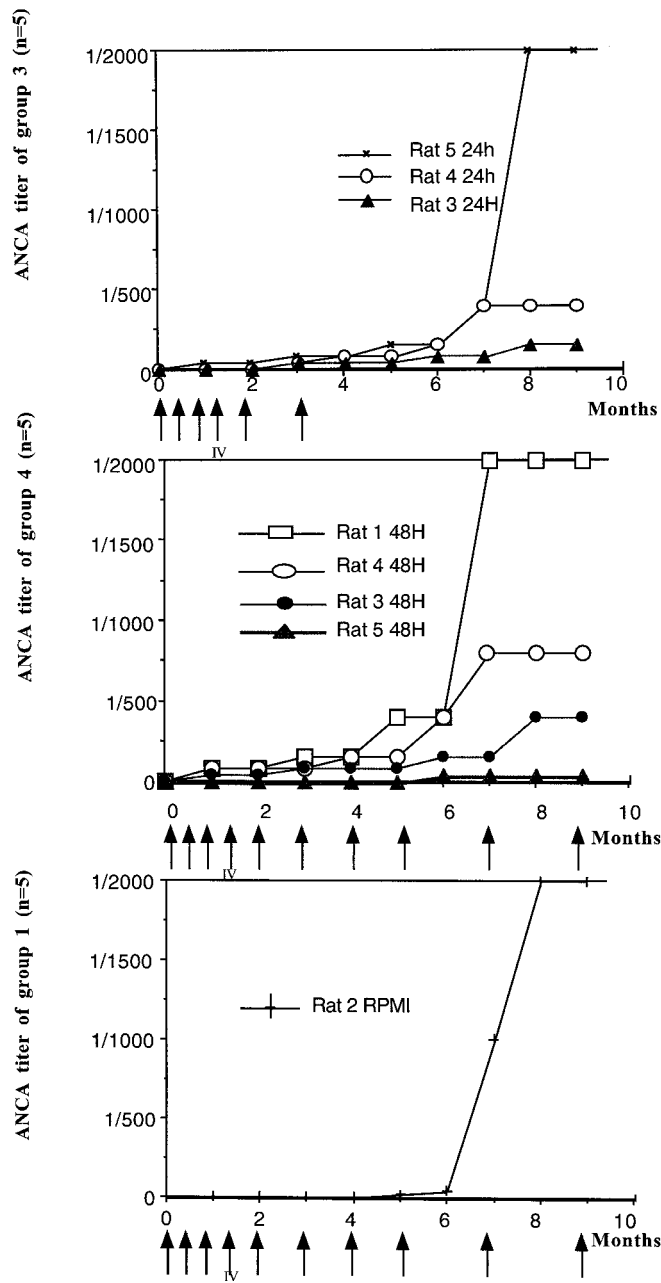 ANCA titer of group 3 (n=5)
1/2000
1/1500
1/1000
1/500
0
Rat 5 24h
Rat 4 24h
Rat 3 24H
0 2 4 6 8 10
Months
IV
ANCA titer of group 4 (n=5)
1/2000
1/1500
1/1000
1/500
0
Rat 1 48H
Rat 4 48H
Rat 3 48H
Rat 5 48H
0 2 4 6 8 10
Months
IV
ANCA titer of group 1 (n=5)
1/2000
1/1500
1/1000
1/500
0
Rat 2 RPMI
0 2 4 6 8 10
Months
IV